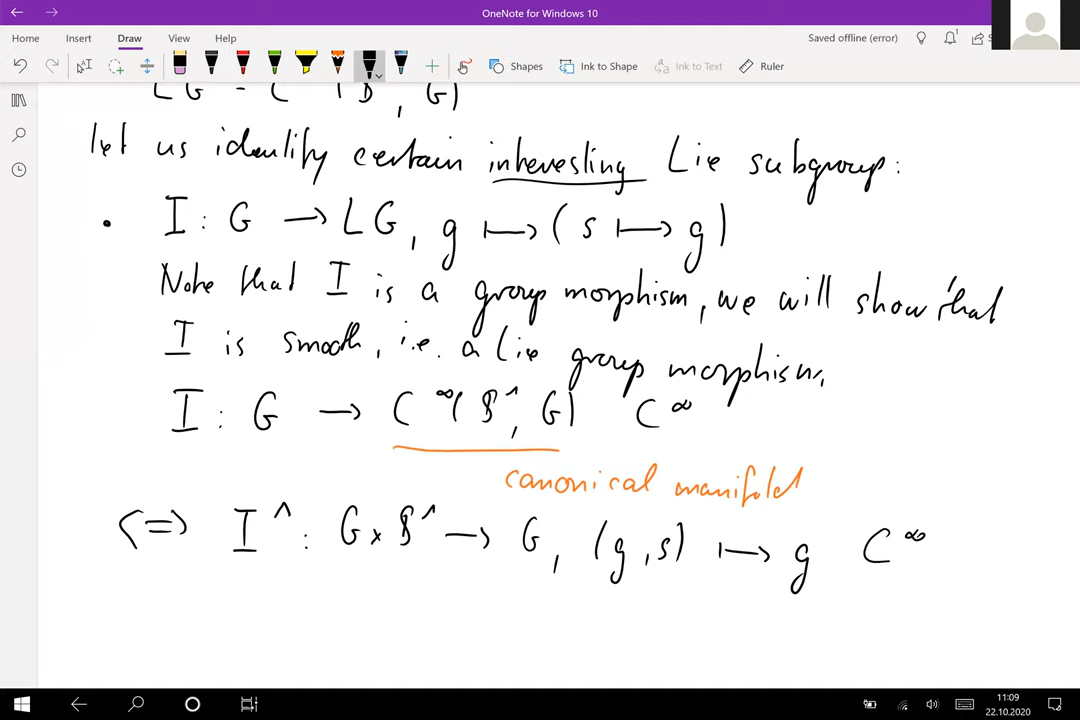 OneNote for Windows 10
Home Insert Draw View Help Saved offline (error)
Shapes Ink to Shape Ink to Text Ruler
LG = C^∞(S^1, G)
let us identify certain interesting Lie subgroup:
• I: G → LG, g ↦ (s ↦ g)
Note that I is a group morphism, we will show that
I is smooth, i.e. a Lie group morphism,
I: G → C^∞(S^1, G) C^∞
canonical manifold
<=> I^∧: G × S^1 → G, (g, s) ↦ g C^∞
11:09
22.10.2020